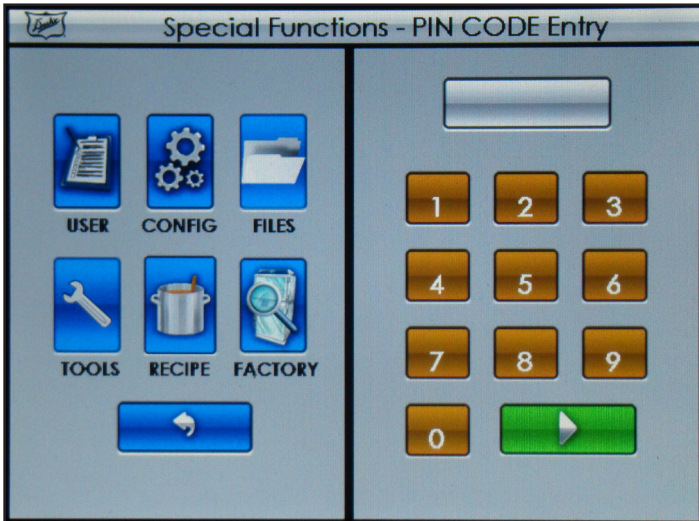 Special Functions - PIN CODE Entry
USER CONFIG FILES
TOOLS RECIPE FACTORY
1 2 3
4 5 6
7 8 9
0